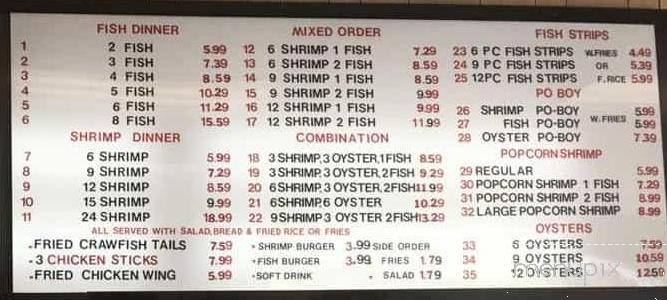 FISH DINNER
1 2 FISH 5.99
2 3 FISH 7.39
3 4 FISH 8.59
4 5 FISH 10.29
5 6 FISH 11.29
6 8 FISH 15.59
SHRIMP DINNER
7 6 SHRIMP 5.99
8 9 SHRIMP 7.29
9 12 SHRIMP 8.59
10 15 SHRIMP 9.99
11 24 SHRIMP 18.99
MIXED ORDER
12 6 SHRIMP 1 FISH 7.29
13 6 SHRIMP 2 FISH 8.59
14 9 SHRIMP 1 FISH 8.59
15 9 SHRIMP 2 FISH 9.99
16 12 SHRIMP 1 FISH 9.99
17 12 SHRIMP 2 FISH 11.99
COMBINATION
18 3 SHRIMP, 3 OYSTER, 1 FISH 8.59
19 3 SHRIMP, 3 OYSTER, 2 FISH 9.29
20 6 SHRIMP, 3 OYSTER, 2 FISH 11.99
21 6 SHRIMP, 6 OYSTER 10.29
22 9 SHRIMP 3 OYSTER 2 FISH 13.29
ALL SERVED WITH SALAD, BREAD & FRIED RICE OR FRIES
.FRIED CRAWFISH TAILS 7.59
• 3 CHICKEN STICKS 7.99
.FRIED CHICKEN WING 5.99
• SHRIMP BURGER 3.99
• FISH BURGER 3.99
• SOFT DRINK
SIDE ORDER
FRIES 1.79
SALAD 1.79
FISH STRIPS
23 6 PC FISH STRIPS W.FRIES 4.49
24 9 PC FISH STRIPS OR 5.39
25 12PC FISH STRIPS F.RICE 5.99
PO BOY
26 SHRIMP PO-BOY 5.99
27 FISH PO-BOY W.FRIES 5.99
28 OYSTER PO-BOY 7.39
POPCORN SHRIMP
29 REGULAR 5.99
30 POPCORN SHRIMP 1 FISH 7.29
31 POPCORN SHRIMP 2 FISH 8.99
32 LARGE POPCORN SHRIMP 8.99
OYSTERS
33 6 OYSTERS 7.39
34 9 OYSTERS 10.59
35 12 OYSTERS 12.59
menupix